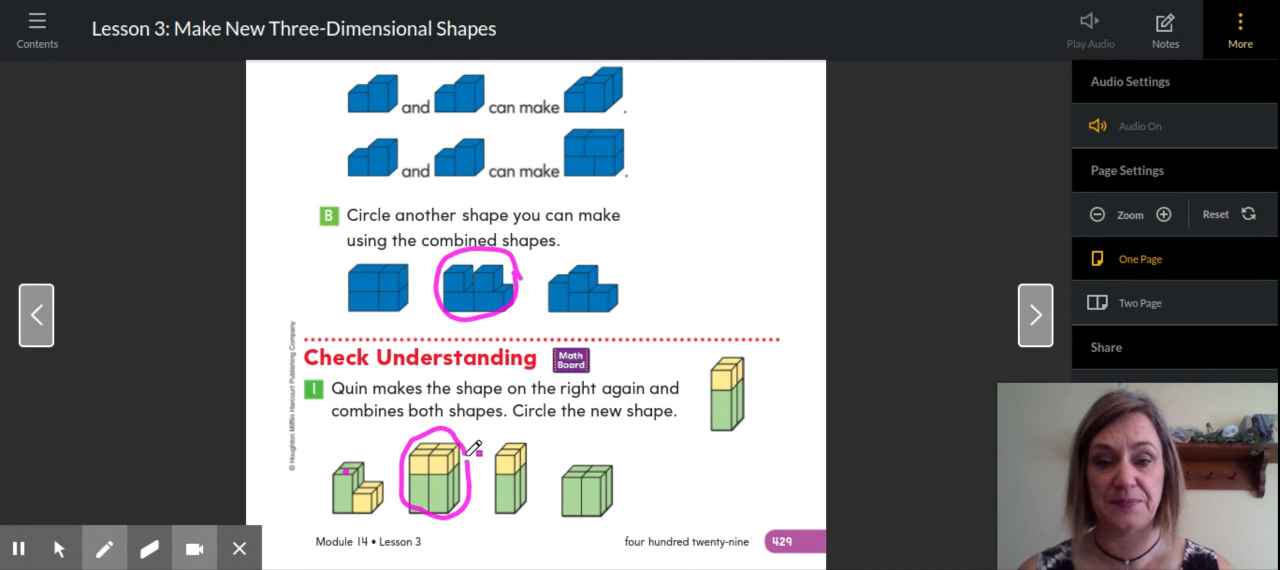 Lesson 3: Make New Three-Dimensional Shapes
Contents
Play Audio
Notes
More
and
can make
.
and
can make
.
B Circle another shape you can make
using the combined shapes.
Check Understanding
Math
Board
1 Quin makes the shape on the right again and
combines both shapes. Circle the new shape.
© Houghton Mifflin Harcourt Publishing Company
Module 14 • Lesson 3
four hundred twenty-nine
429
Audio Settings
Audio On
Page Settings
Zoom
Reset
One Page
Two Page
Share